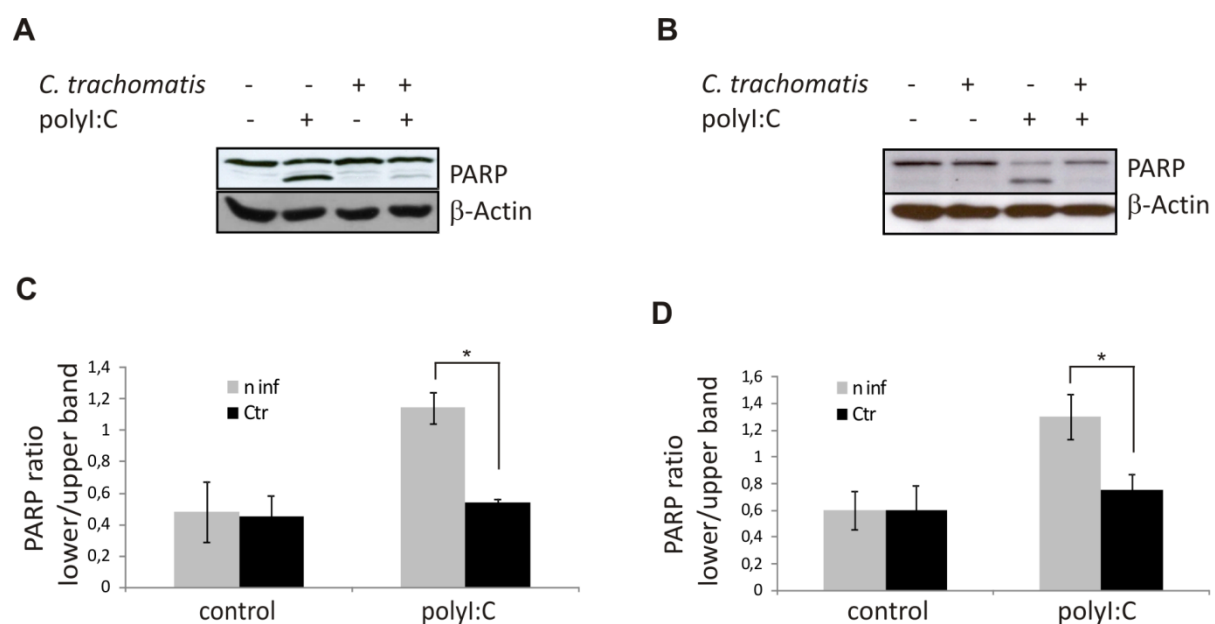 A
C. trachomatis - - + +
polyI:C - + - +
PARP
β-Actin
B
C. trachomatis - + - +
polyI:C - - + +
PARP
β-Actin
C
PARP ratio
lower/upper band
1,4
1,2
1
0,8
0,6
0,4
0,2
0
n inf
Ctr
*
control polyI:C
D
PARP ratio
lower/upper band
1,6
1,4
1,2
1
0,8
0,6
0,4
0,2
0
n inf
Ctr
*
control polyI:C